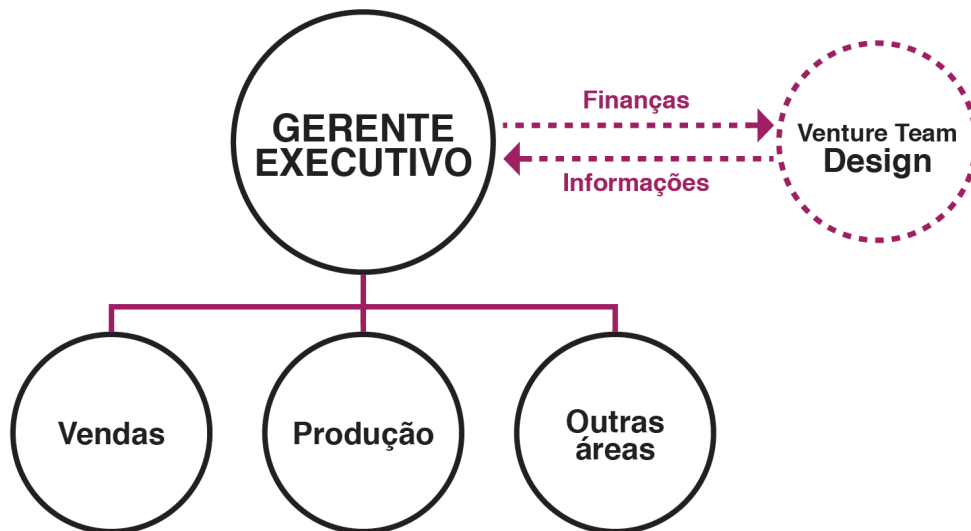 GERENTE
EXECUTIVO
Finanças
Informações
Venture Team
Design
Vendas
Produção
Outras
áreas